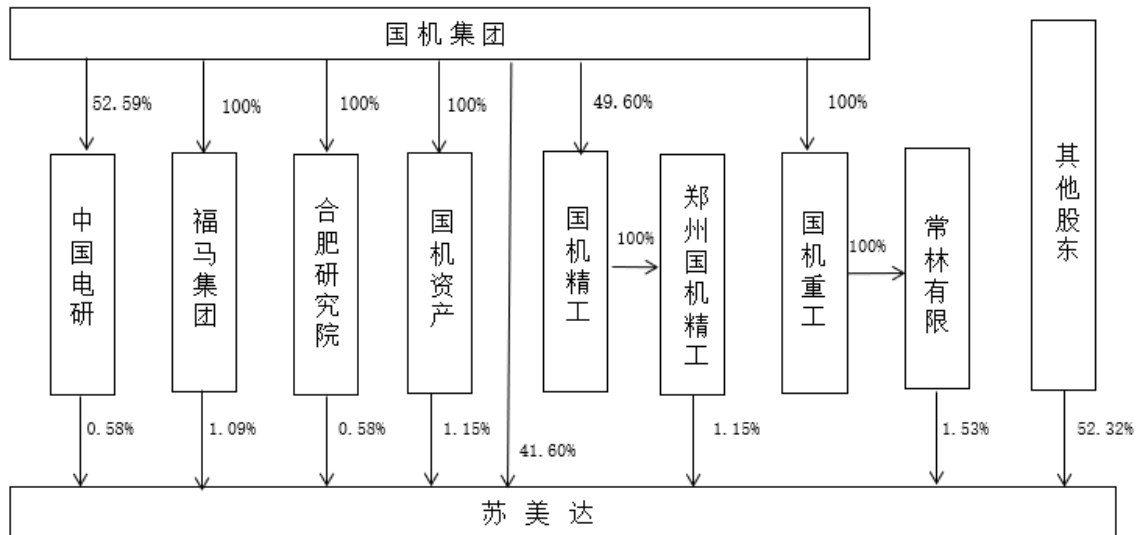 国机集团
52.59%
100%
100%
100%
49.60%
100%
中国电研
福马集团
合肥研究院
国机资产
国机精工
100%
郑州国机精工
国机重工
100%
常林有限
其他股东
0.58%
1.09%
0.58%
1.15%
41.60%
1.15%
1.53%
52.32%
苏美达